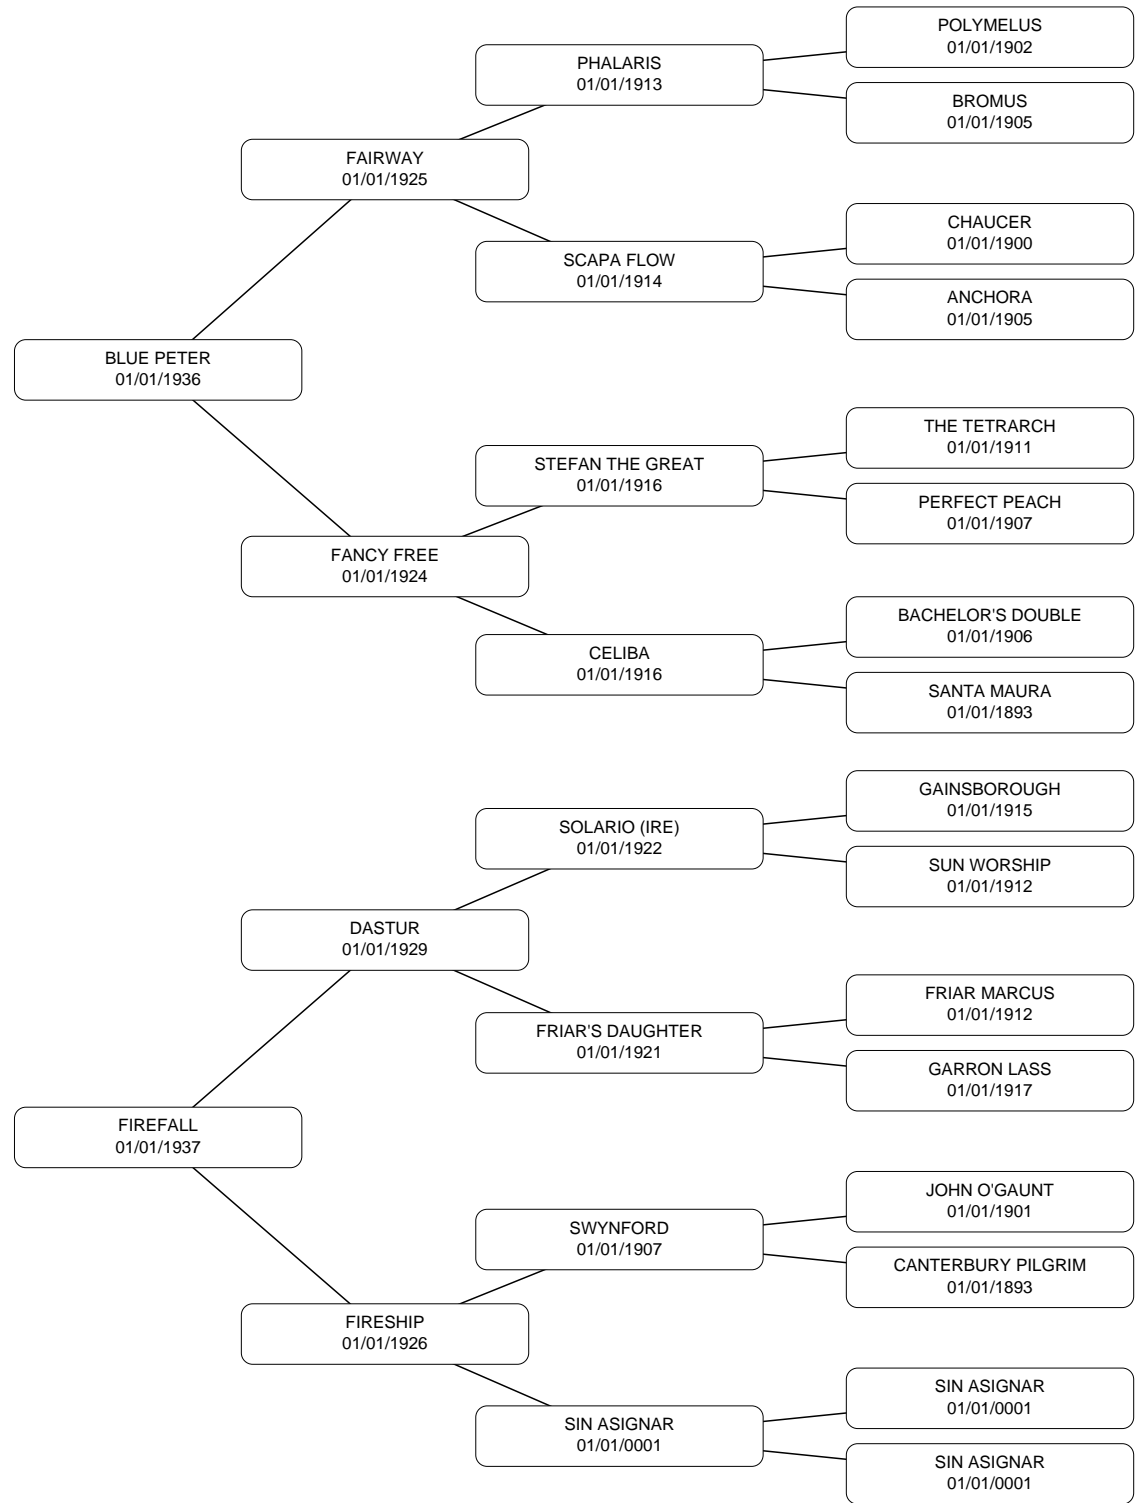 POLYMELUS
01/01/1902
PHALARIS
01/01/1913
BROMUS
01/01/1905
FAIRWAY
01/01/1925
CHAUCER
01/01/1900
SCAPA FLOW
01/01/1914
ANCHORA
01/01/1905
BLUE PETER
01/01/1936
THE TETRARCH
01/01/1911
STEFAN THE GREAT
01/01/1916
PERFECT PEACH
01/01/1907
FANCY FREE
01/01/1924
BACHELOR'S DOUBLE
01/01/1906
CELIBA
01/01/1916
SANTA MAURA
01/01/1893
GAINSBOROUGH
01/01/1915
SOLARIO (IRE)
01/01/1922
SUN WORSHIP
01/01/1912
DASTUR
01/01/1929
FRIAR MARCUS
01/01/1912
FRIAR'S DAUGHTER
01/01/1921
GARRON LASS
01/01/1917
FIREFALL
01/01/1937
JOHN O'GAUNT
01/01/1901
SWYNFORD
01/01/1907
CANTERBURY PILGRIM
01/01/1893
FIRESHIP
01/01/1926
SIN ASIGNAR
01/01/0001
SIN ASIGNAR
01/01/0001
SIN ASIGNAR
01/01/0001